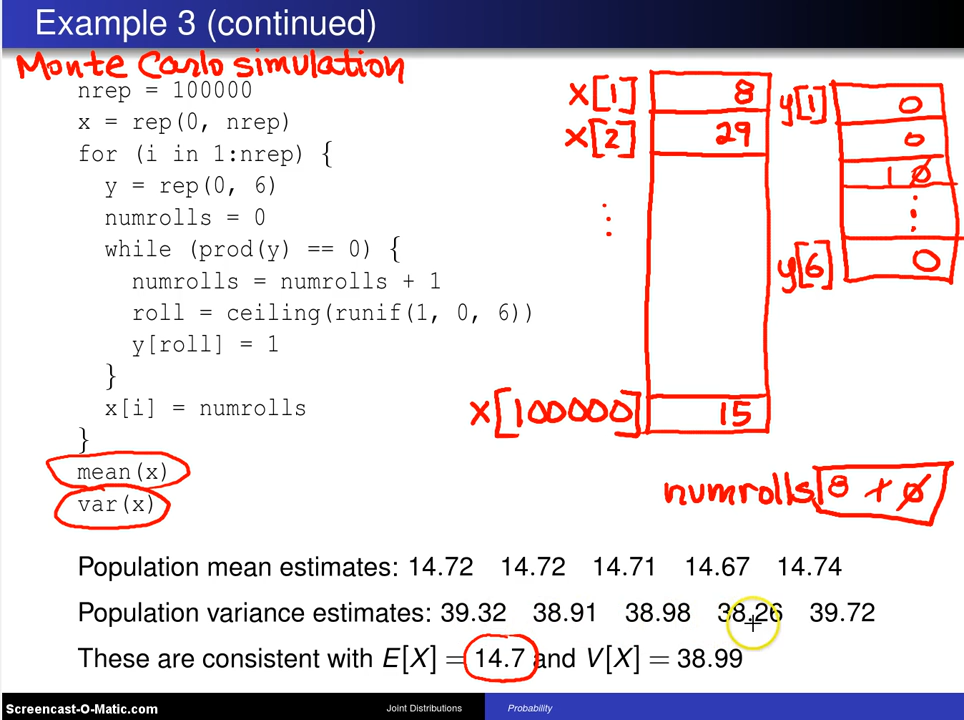 Example 3 (continued)
Monte Carlo simulation
nrep = 100000
x = rep(0, nrep)
for (i in 1:nrep) {
y = rep(0, 6)
numrolls = 0
while (prod(y) == 0) {
numrolls = numrolls + 1
roll = ceiling(runif(1, 0, 6))
y[roll] = 1
}
x[i] = numrolls
}
mean(x)
var(x)
x[1] 8
x[2] 29
⋮
x[100000] 15
y[1] 0
0
1 0
⋮
y[6] 0
numrolls 8 1 0
Population mean estimates: 14.72 14.72 14.71 14.67 14.74
Population variance estimates: 39.32 38.91 38.98 38.26 39.72
These are consistent with E[X] = 14.7 and V[X] = 38.99
Screencast-O-Matic.com Joint Distributions Probability